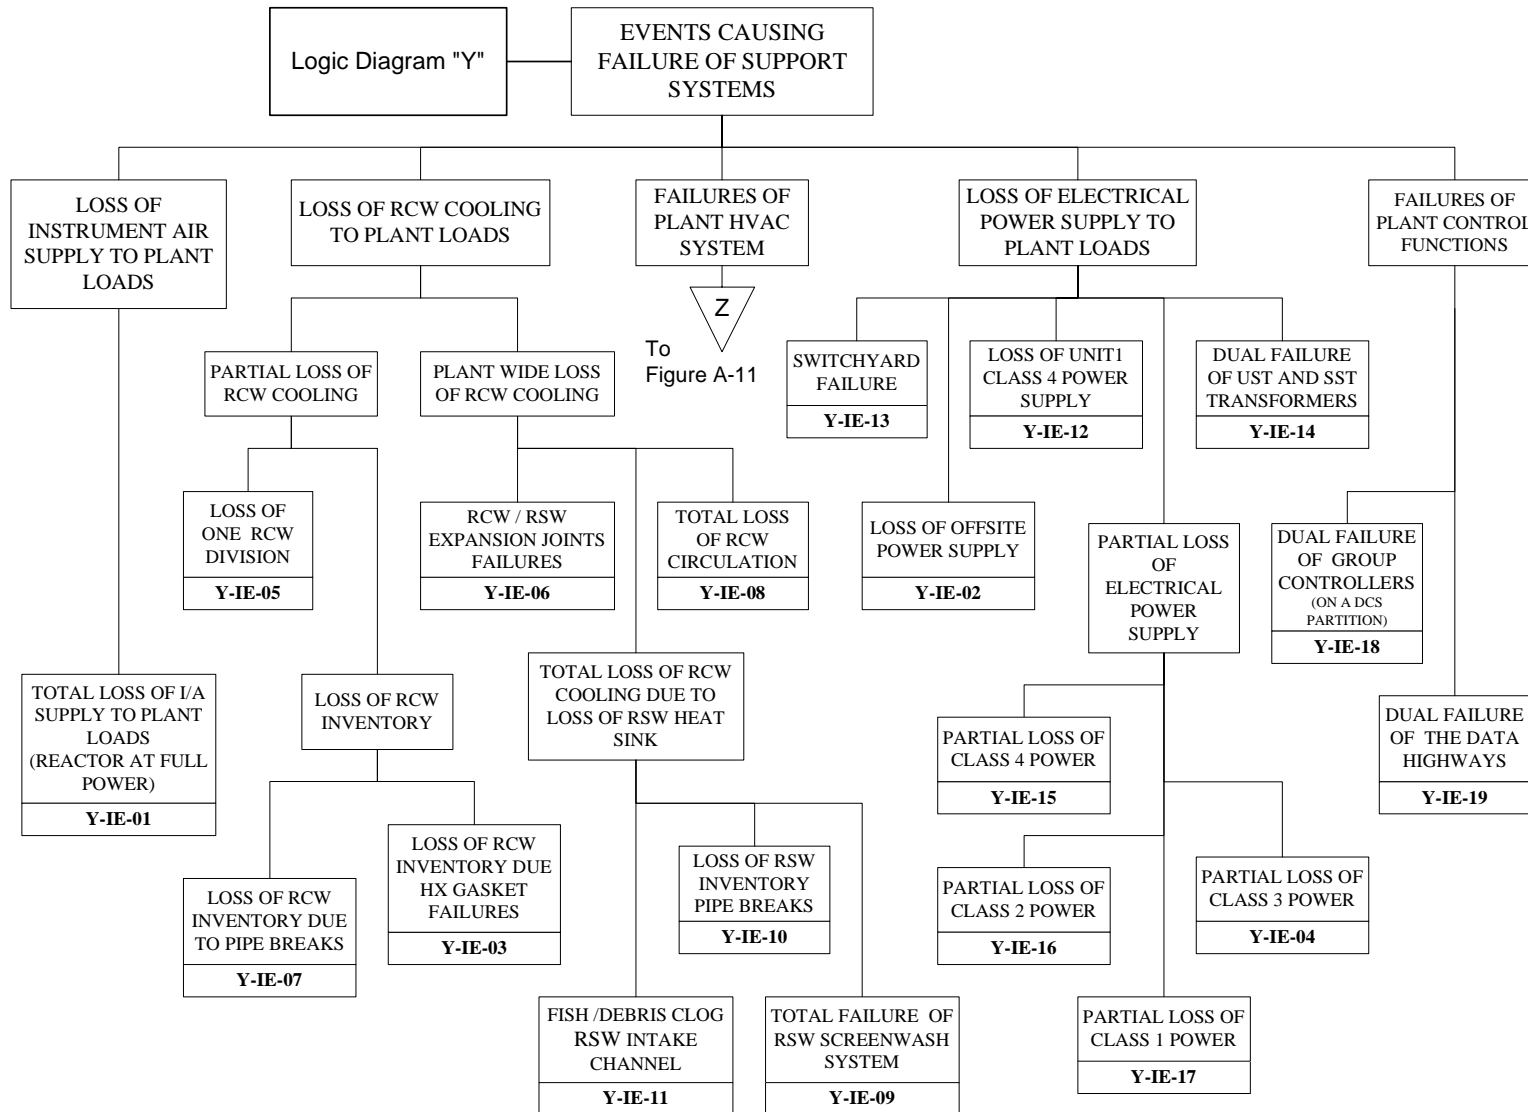 Logic Diagram "Y"
EVENTS CAUSING
FAILURE OF SUPPORT
SYSTEMS
LOSS OF
INSTRUMENT AIR
SUPPLY TO PLANT
LOADS
LOSS OF RCW COOLING
TO PLANT LOADS
FAILURES OF
PLANT HVAC
SYSTEM
LOSS OF ELECTRICAL
POWER SUPPLY TO
PLANT LOADS
FAILURES OF
PLANT CONTROL
FUNCTIONS
Z
To
Figure A-11
PARTIAL LOSS OF
RCW COOLING
PLANT WIDE LOSS
OF RCW COOLING
SWITCHYARD
FAILURE
Y-IE-13
LOSS OF UNIT1
CLASS 4 POWER
SUPPLY
Y-IE-12
DUAL FAILURE
OF UST AND SST
TRANSFORMERS
Y-IE-14
LOSS OF
ONE RCW
DIVISION
Y-IE-05
RCW / RSW
EXPANSION JOINTS
FAILURES
Y-IE-06
TOTAL LOSS
OF RCW
CIRCULATION
Y-IE-08
LOSS OF OFFSITE
POWER SUPPLY
Y-IE-02
PARTIAL LOSS
OF
ELECTRICAL
POWER
SUPPLY
DUAL FAILURE
OF GROUP
CONTROLLERS
(ON A DCS
PARTITION)
Y-IE-18
TOTAL LOSS OF I/A
SUPPLY TO PLANT
LOADS
(REACTOR AT FULL
POWER)
Y-IE-01
LOSS OF RCW
INVENTORY
TOTAL LOSS OF RCW
COOLING DUE TO
LOSS OF RSW HEAT
SINK
PARTIAL LOSS OF
CLASS 4 POWER
Y-IE-15
DUAL FAILURE
OF THE DATA
HIGHWAYS
Y-IE-19
LOSS OF RCW
INVENTORY DUE
TO PIPE BREAKS
Y-IE-07
LOSS OF RCW
INVENTORY DUE
HX GASKET
FAILURES
Y-IE-03
LOSS OF RSW
INVENTORY
PIPE BREAKS
Y-IE-10
PARTIAL LOSS OF
CLASS 2 POWER
Y-IE-16
PARTIAL LOSS OF
CLASS 3 POWER
Y-IE-04
FISH /DEBRIS CLOG
RSW INTAKE
CHANNEL
Y-IE-11
TOTAL FAILURE OF
RSW SCREENWASH
SYSTEM
Y-IE-09
PARTIAL LOSS OF
CLASS 1 POWER
Y-IE-17